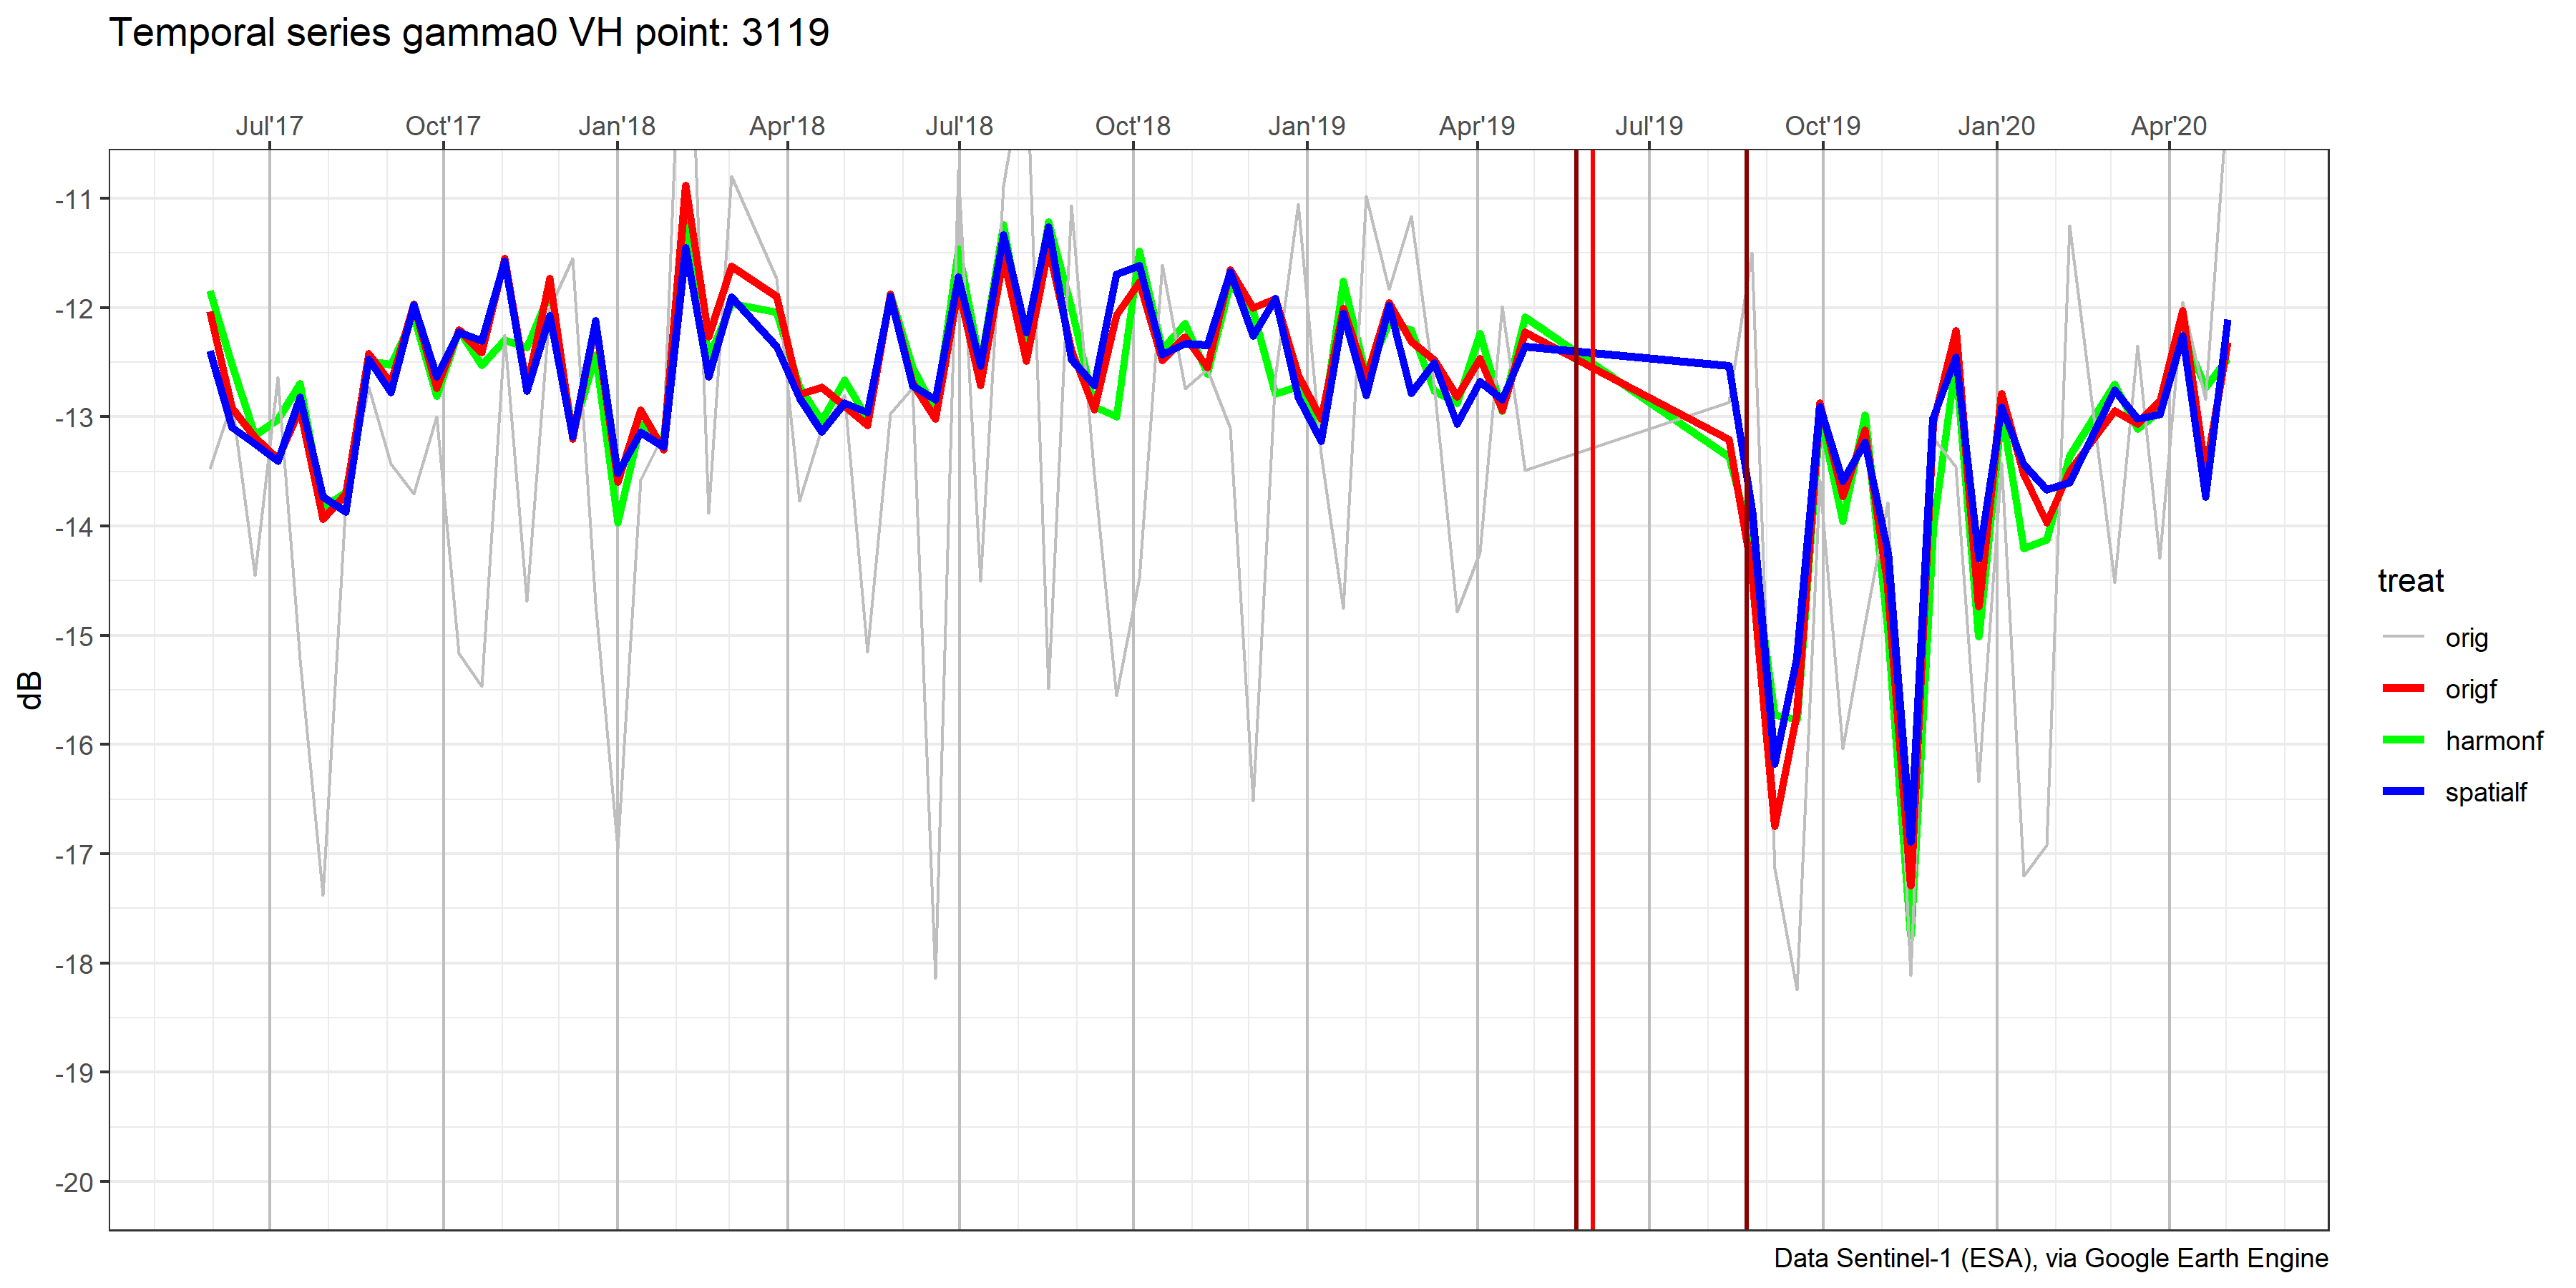 Temporal series gamma0 VH point: 3119
Jul'17 Oct'17 Jan'18 Apr'18 Jul'18 Oct'18 Jan'19 Apr'19 Jul'19 Oct'19 Jan'20 Apr'20
-11
-12
-13
-14
-15
-16
-17
-18
-19
-20
dB
treat
orig
origf
harmonf
spatialf
Data Sentinel-1 (ESA), via Google Earth Engine